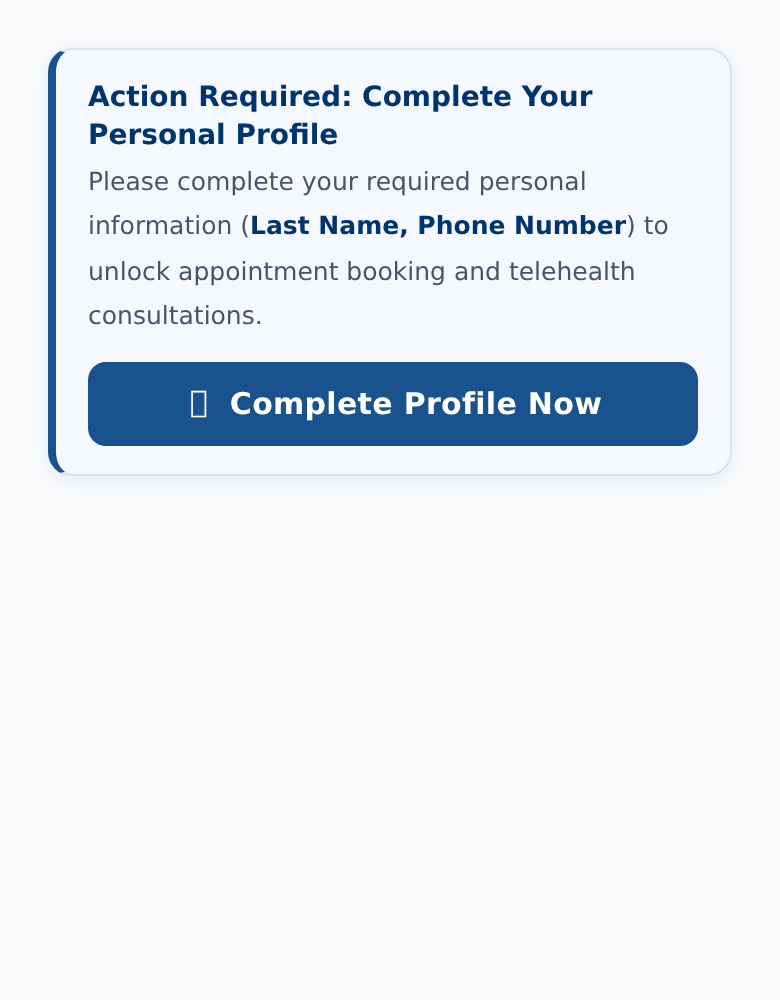 Action Required: Complete Your
Personal Profile
Please complete your required personal
information (Last Name, Phone Number) to
unlock appointment booking and telehealth
consultations.
Complete Profile Now